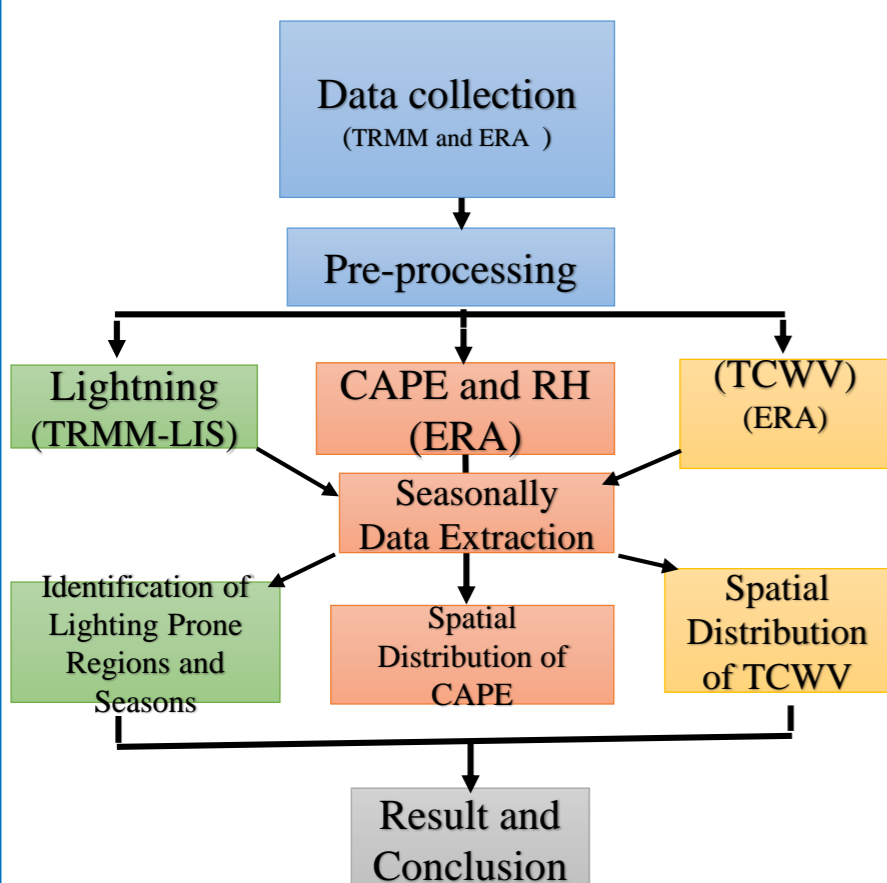 Data collection
(TRMM and ERA )
Pre-processing
Lightning
(TRMM-LIS)
CAPE and RH
(ERA)
(TCWV)
(ERA)
Seasonally
Data Extraction
Identification of
Lighting Prone
Regions and
Seasons
Spatial
Distribution of
CAPE
Spatial
Distribution
of TCWV
Result and
Conclusion